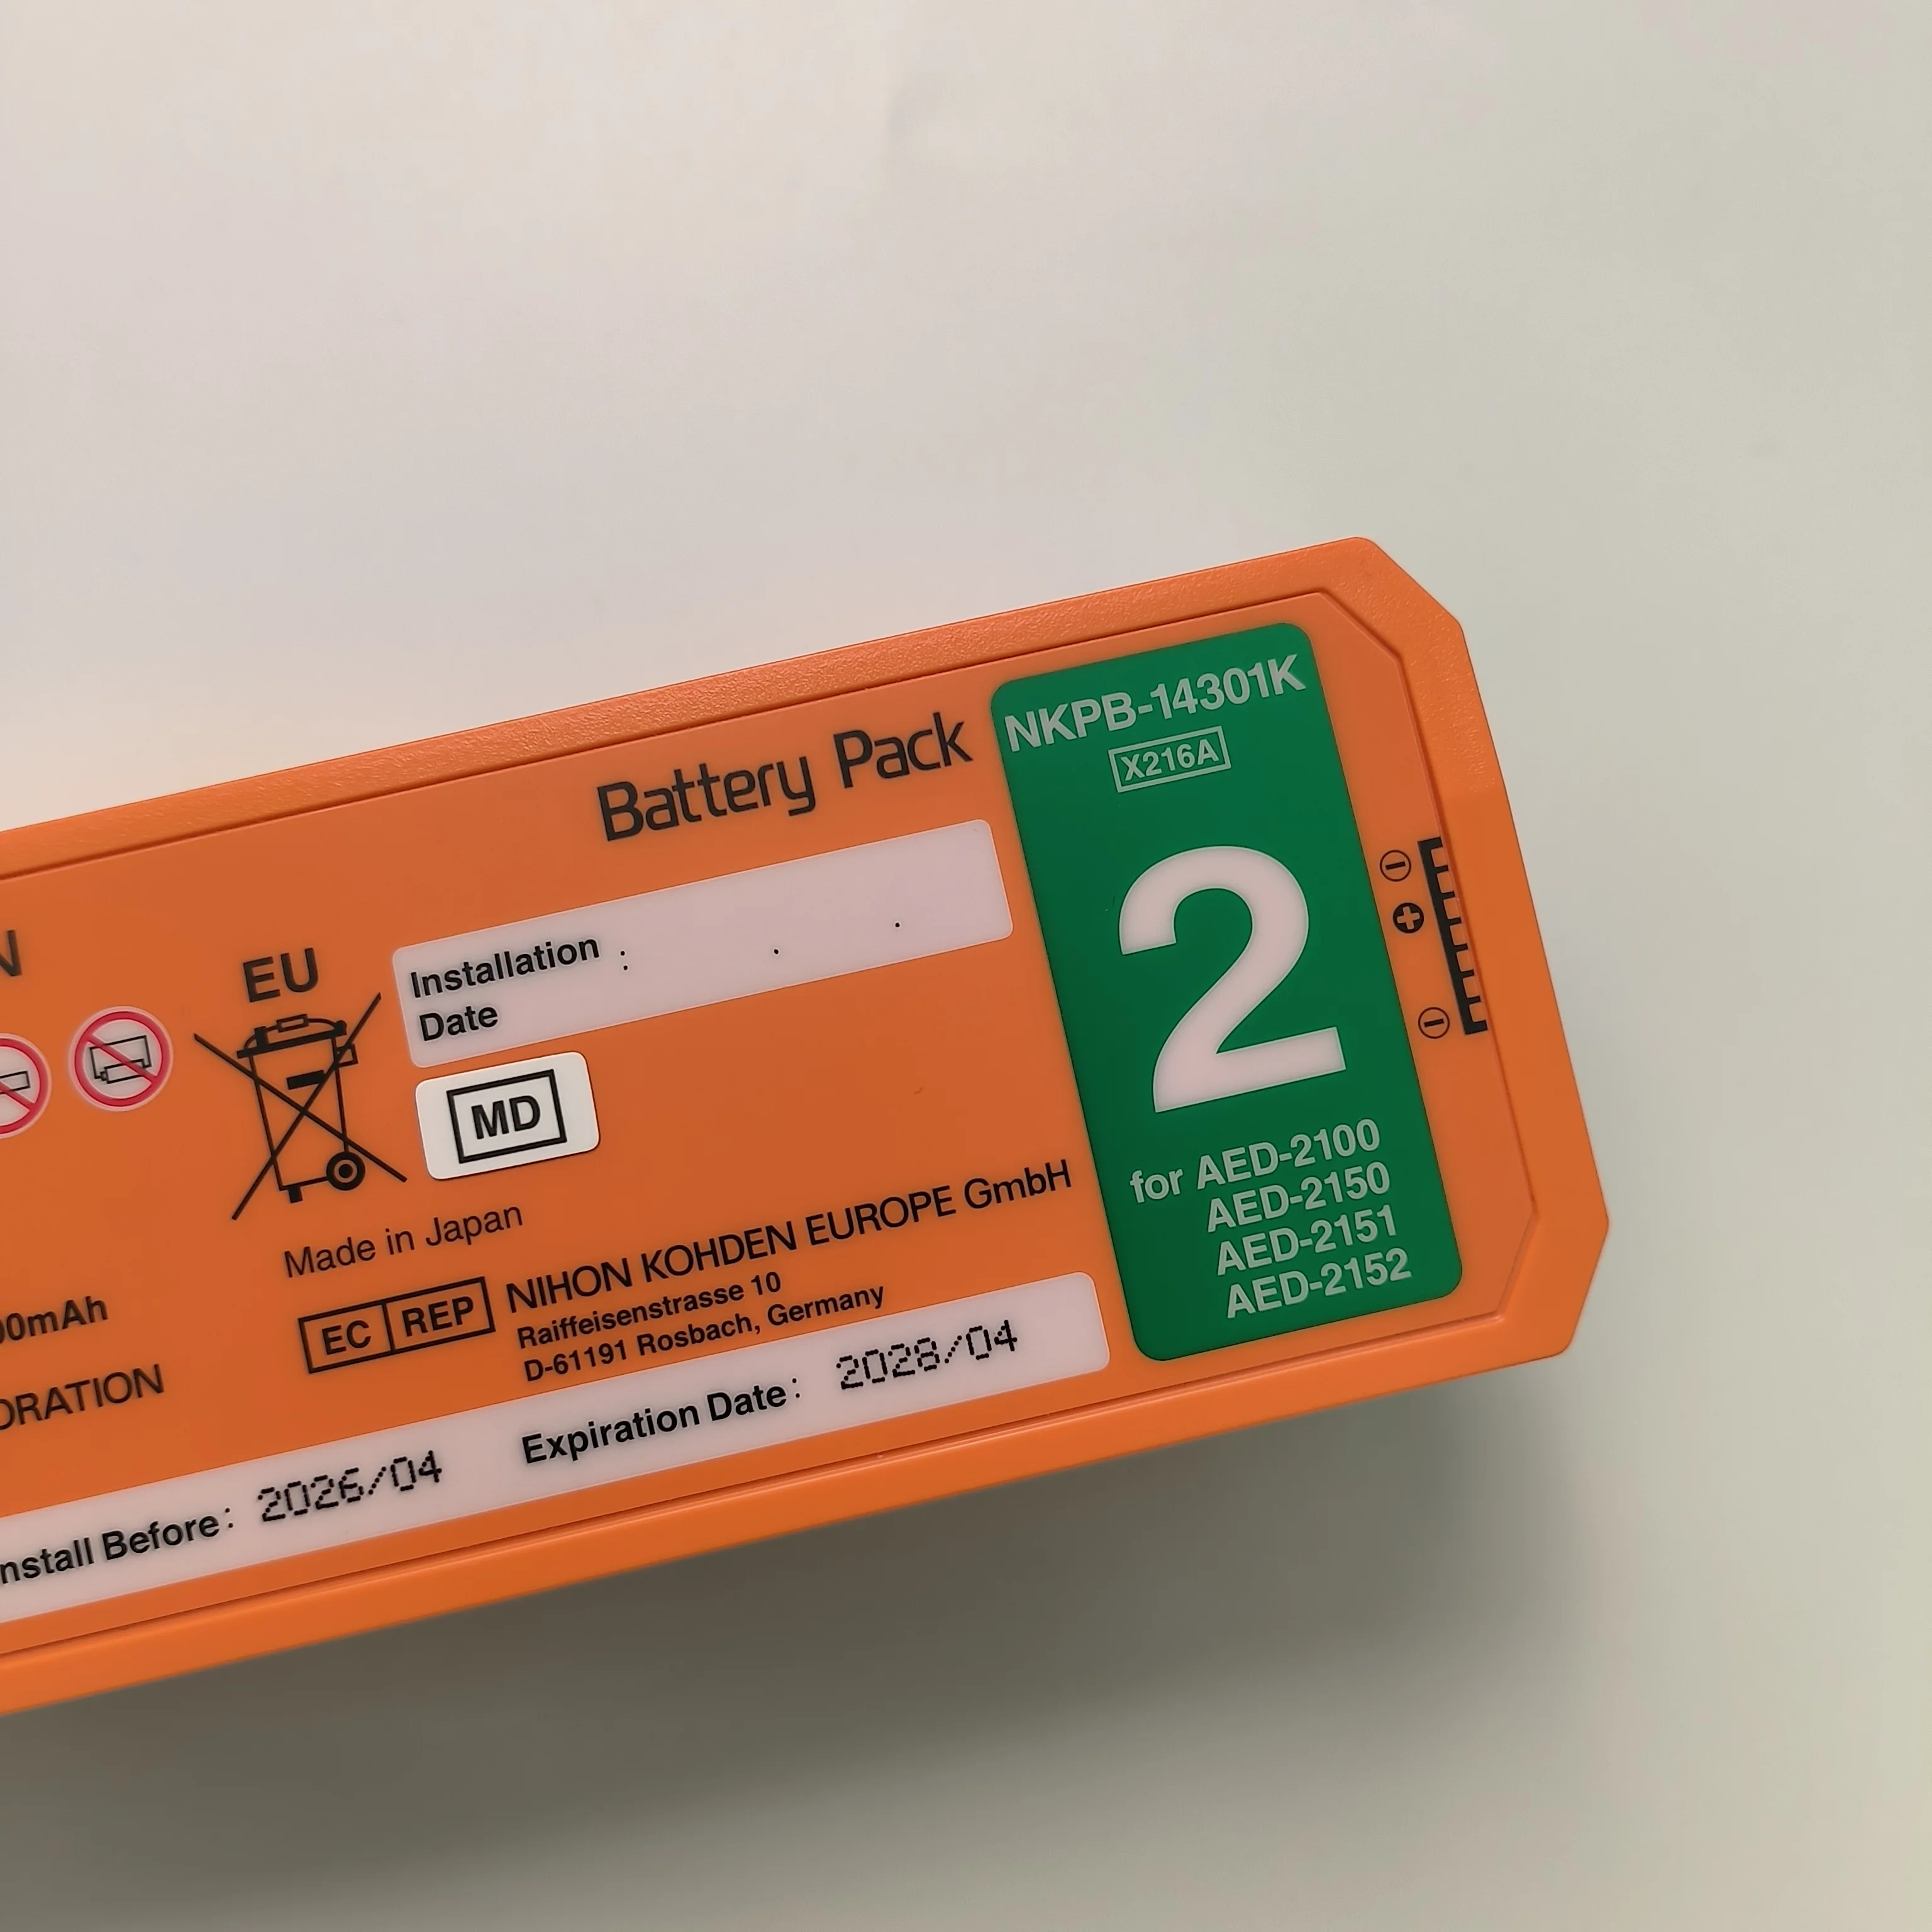 Battery Pack
NKPB-14301K
X216A
2
for AED-2100
AED-2150
AED-2151
AED-2152
EU
Installation :   .   .
Date
MD
Made in Japan
EC REP
NIHON KOHDEN EUROPE GmbH
Raiffeisenstrasse 10
D-61191 Rosbach, Germany
Before: 2026/04 Expiration Date: 2028/04